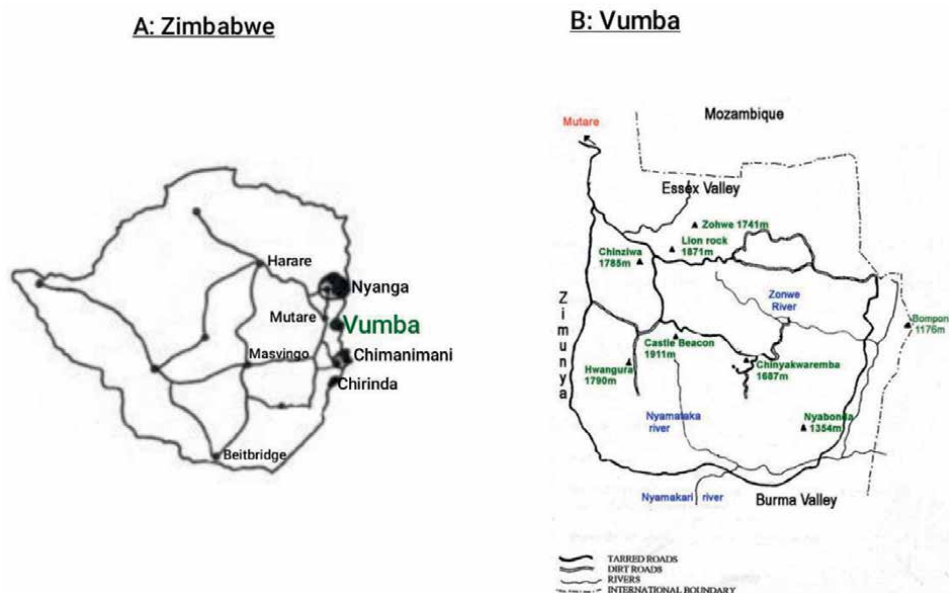 A: Zimbabwe
Harare
Nyanga
Mutare
Vumba
Masvingo
Chimanimani
Chirinda
Beitbridge
B: Vumba
Mozambique
Mutare
Essex Valley
Zohwe 1741m
Lion rock
1871m
Chinziwa
1785m
Zonwe
River
Zimunya
Bompon
1176m
Castle Beacon
1911m
Chinyakwaremba
1687m
Hwangura
1790m
Nyamataka
river
Nyabonda
1354m
Nyamakari river
Burma Valley
TARRED ROADS
DIRT ROADS
RIVERS
INTERNATIONAL BOUNDARY